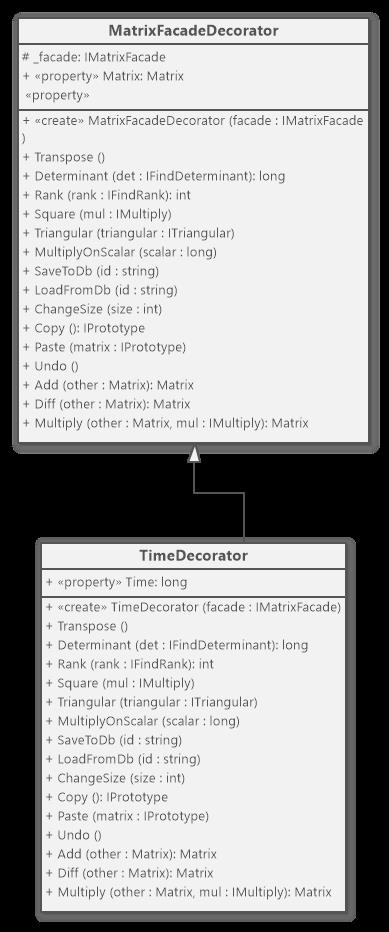 MatrixFacadeDecorator
# _facade: IMatrixFacade
+ «property» Matrix: Matrix
«property»
+ «create» MatrixFacadeDecorator (facade : IMatrixFacade
)
+ Transpose ()
+ Determinant (det : IFindDeterminant): long
+ Rank (rank : IFindRank): int
+ Square (mul : IMultiply)
+ Triangular (triangular : ITriangular)
+ MultiplyOnScalar (scalar : long)
+ SaveToDb (id : string)
+ LoadFromDb (id : string)
+ ChangeSize (size : int)
+ Copy (): IPrototype
+ Paste (matrix : IPrototype)
+ Undo ()
+ Add (other : Matrix): Matrix
+ Diff (other : Matrix): Matrix
+ Multiply (other : Matrix, mul : IMultiply): Matrix
TimeDecorator
+ «property» Time: long
+ «create» TimeDecorator (facade : IMatrixFacade)
+ Transpose ()
+ Determinant (det : IFindDeterminant): long
+ Rank (rank : IFindRank): int
+ Square (mul : IMultiply)
+ Triangular (triangular : ITriangular)
+ MultiplyOnScalar (scalar : long)
+ SaveToDb (id : string)
+ LoadFromDb (id : string)
+ ChangeSize (size : int)
+ Copy (): IPrototype
+ Paste (matrix : IPrototype)
+ Undo ()
+ Add (other : Matrix): Matrix
+ Diff (other : Matrix): Matrix
+ Multiply (other : Matrix, mul : IMultiply): Matrix